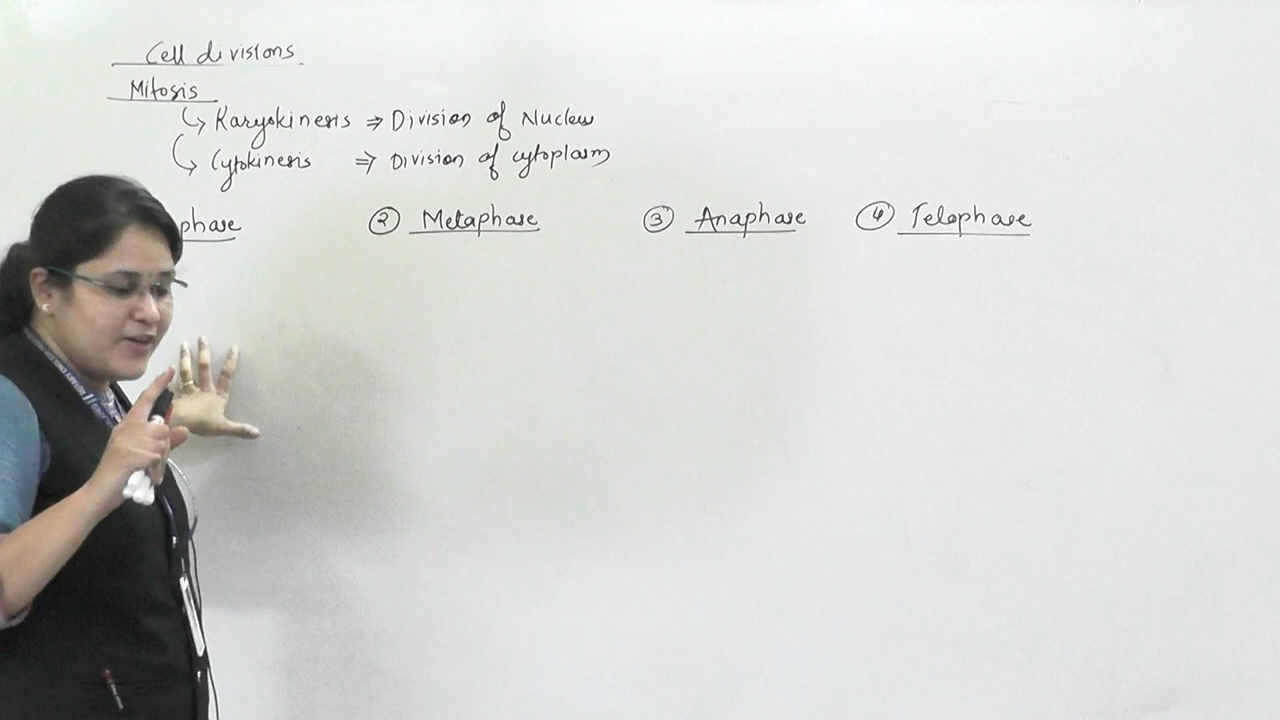 Cell divisions.
Mitosis
↳ Karyokinesis ⇒ Division of Nucleus
↳ Cytokinesis ⇒ Division of cytoplasm
phase ② Metaphase ③ Anaphase ④ Telophase